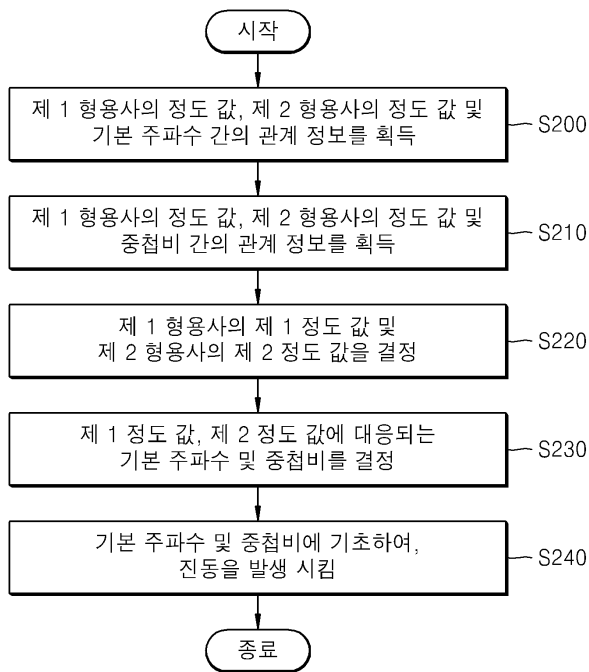 시작
제 1 형용사의 정도 값, 제 2 형용사의 정도 값 및
기본 주파수 간의 관계 정보를 획득
S200
제 1 형용사의 정도 값, 제 2 형용사의 정도 값 및
중첩비 간의 관계 정보를 획득
S210
제 1 형용사의 제 1 정도 값 및
제 2 형용사의 제 2 정도 값을 결정
S220
제 1 정도 값, 제 2 정도 값에 대응되는
기본 주파수 및 중첩비를 결정
S230
기본 주파수 및 중첩비에 기초하여,
진동을 발생 시킴
S240
종료